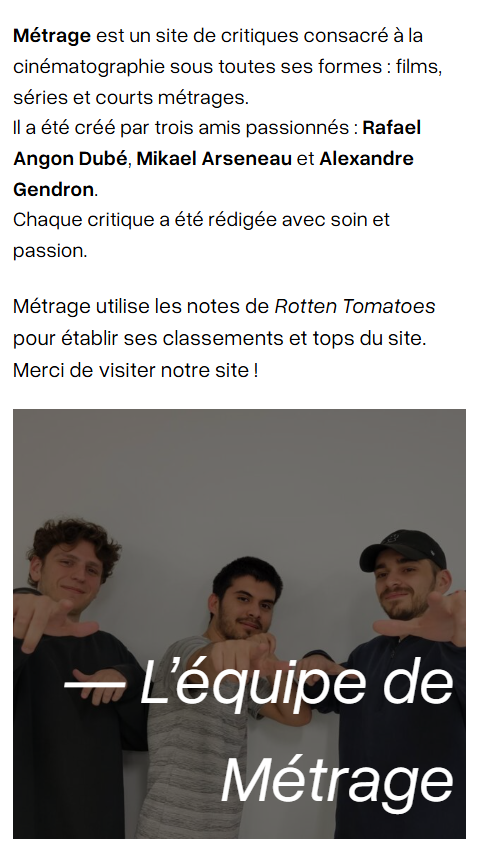 Métrage est un site de critiques consacré à la
cinématographie sous toutes ses formes : films,
séries et courts métrages.
Il a été créé par trois amis passionnés : Rafael
Angon Dubé, Mikael Arseneau et Alexandre
Gendron.
Chaque critique a été rédigée avec soin et
passion.
Métrage utilise les notes de Rotten Tomatoes
pour établir ses classements et tops du site.
Merci de visiter notre site !
— L’équipe de
Métrage